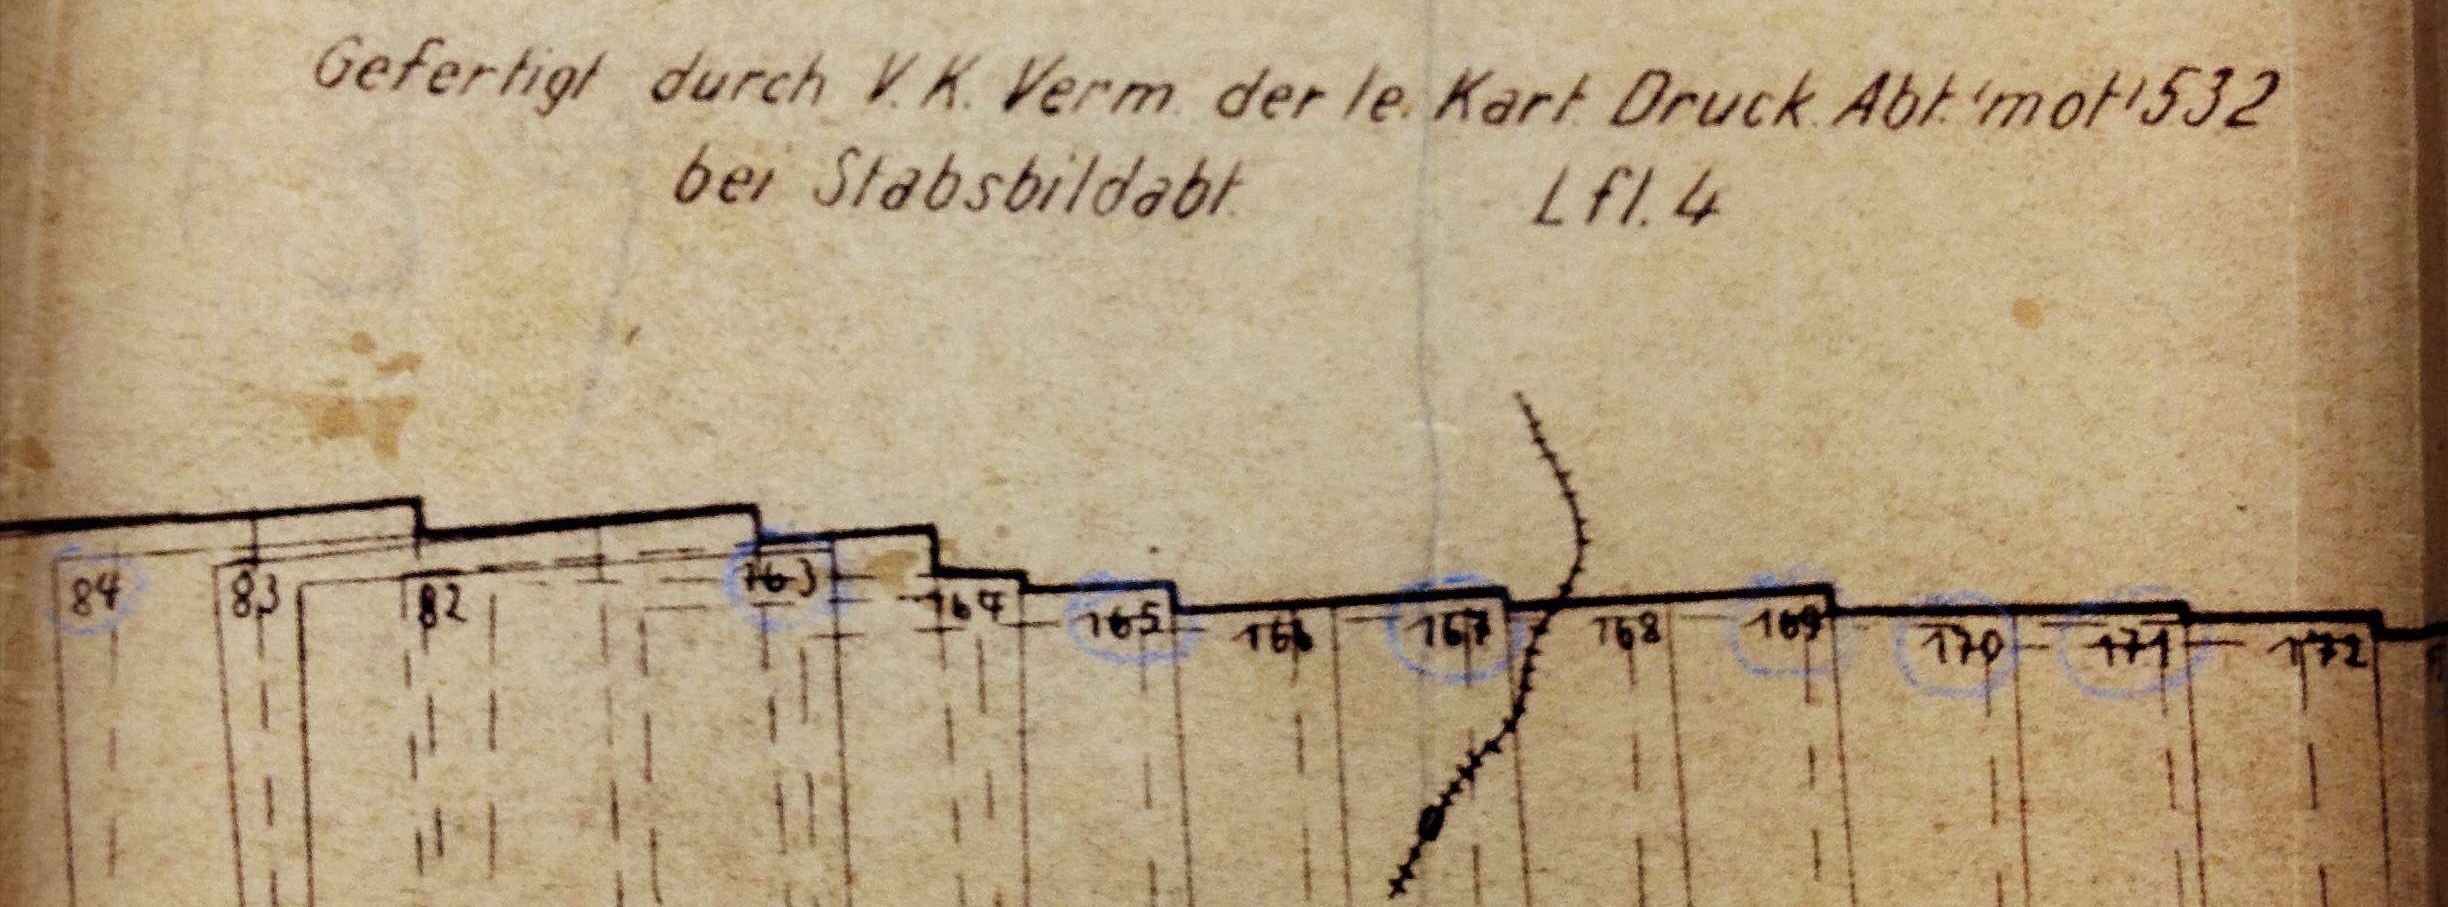 Gefertigt durch V. K. Verm. der le. Kart. Druck. Abt. 'mot' 532
bei Stabsbildabt. Lfl. 4
84 83 82 163 164 165 166 167 168 169 170 171 172